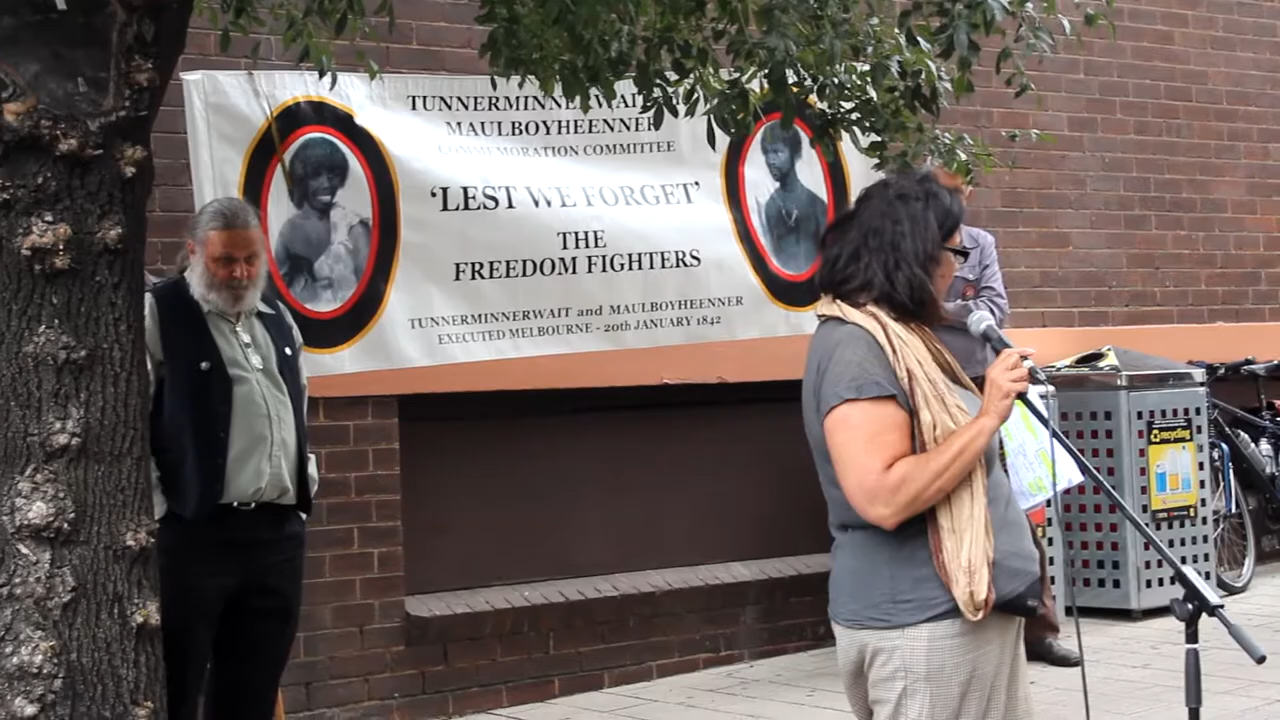 TUNNERMINNERWAIT
MAULBOYHEENNER
COMMEMORATION COMMITTEE
'LEST WE FORGET'
THE
FREEDOM FIGHTERS
TUNNERMINNERWAIT and MAULBOYHEENNER
EXECUTED MELBOURNE - 20th JANUARY 1842
recycling